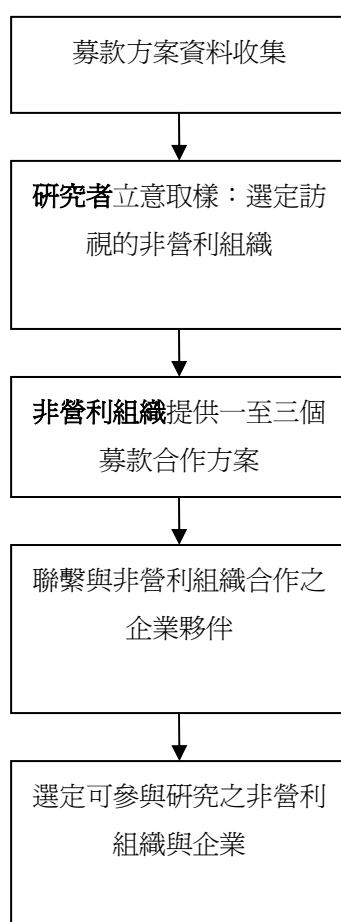 募款方案資料收集
研究者立意取樣：選定訪
視的非營利組織
非營利組織提供一至三個
募款合作方案
聯繫與非營利組織合作之
企業夥伴
選定可參與研究之非營利
組織與企業